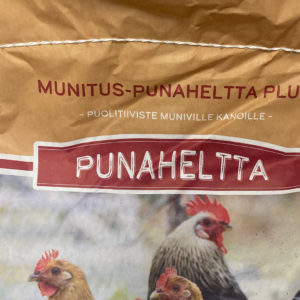 MUNITUS-PUNAHELTTA PLU
- PUOLITIIVISTE MUNIVILLE KANOILLE -
PUNAHELTTA